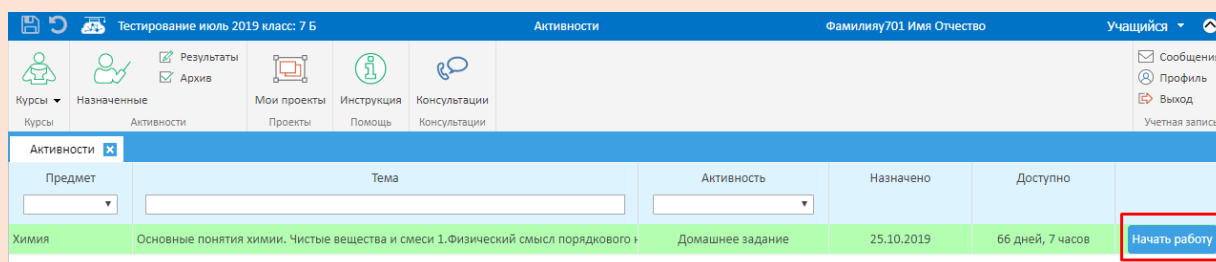 Тестирование июль 2019 класс: 7 Б Активности Фамилияу701 Имя Отчество Учащийся
Результаты Сообщения
Архив Профиль
Курсы Назначенные Мои проекты Инструкция Консультации Выход
Курсы Активности Проекты Помощь Консультации Учетная запись
Активности
Предмет Тема Активность Назначено Доступно
Химия Основные понятия химии. Чистые вещества и смеси 1.Физический смысл порядкового Домашнее задание 25.10.2019 66 дней, 7 часов Начать работу